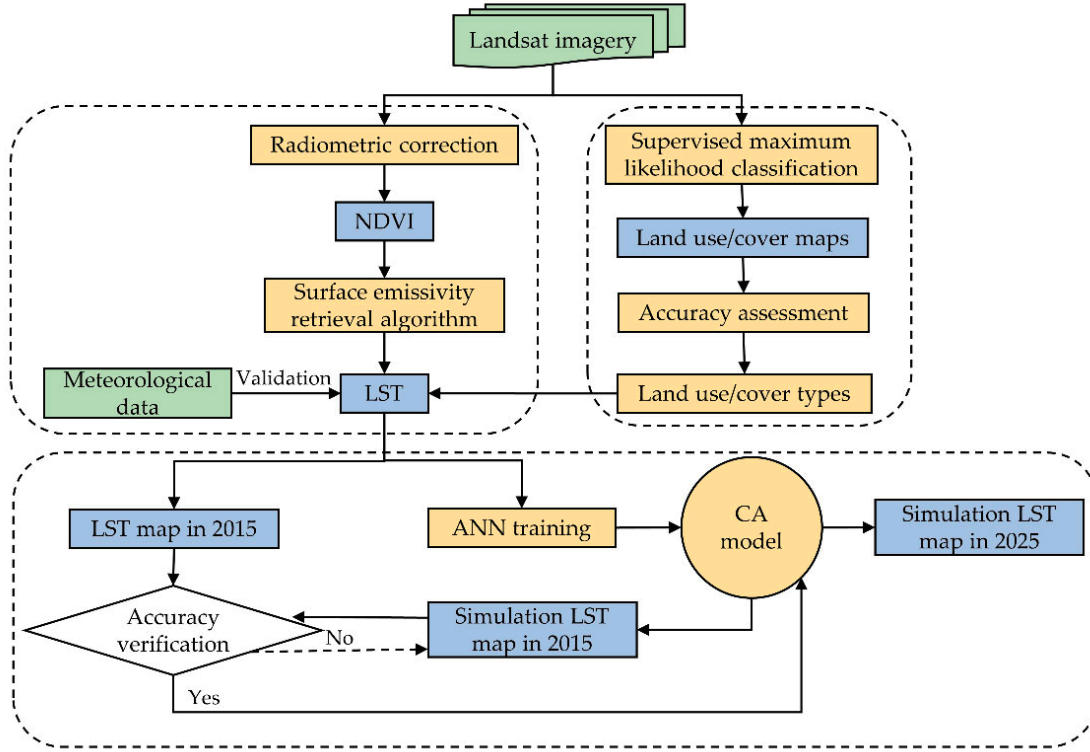 Landsat imagery
Radiometric correction
NDVI
Surface emissivity
retrieval algorithm
Meteorological
data
Validation
LST
Supervised maximum
likelihood classification
Land use/cover maps
Accuracy assessment
Land use/cover types
LST map in 2015
ANN training
CA
model
Simulation LST
map in 2025
Accuracy
verification
No
Simulation LST
map in 2015
Yes